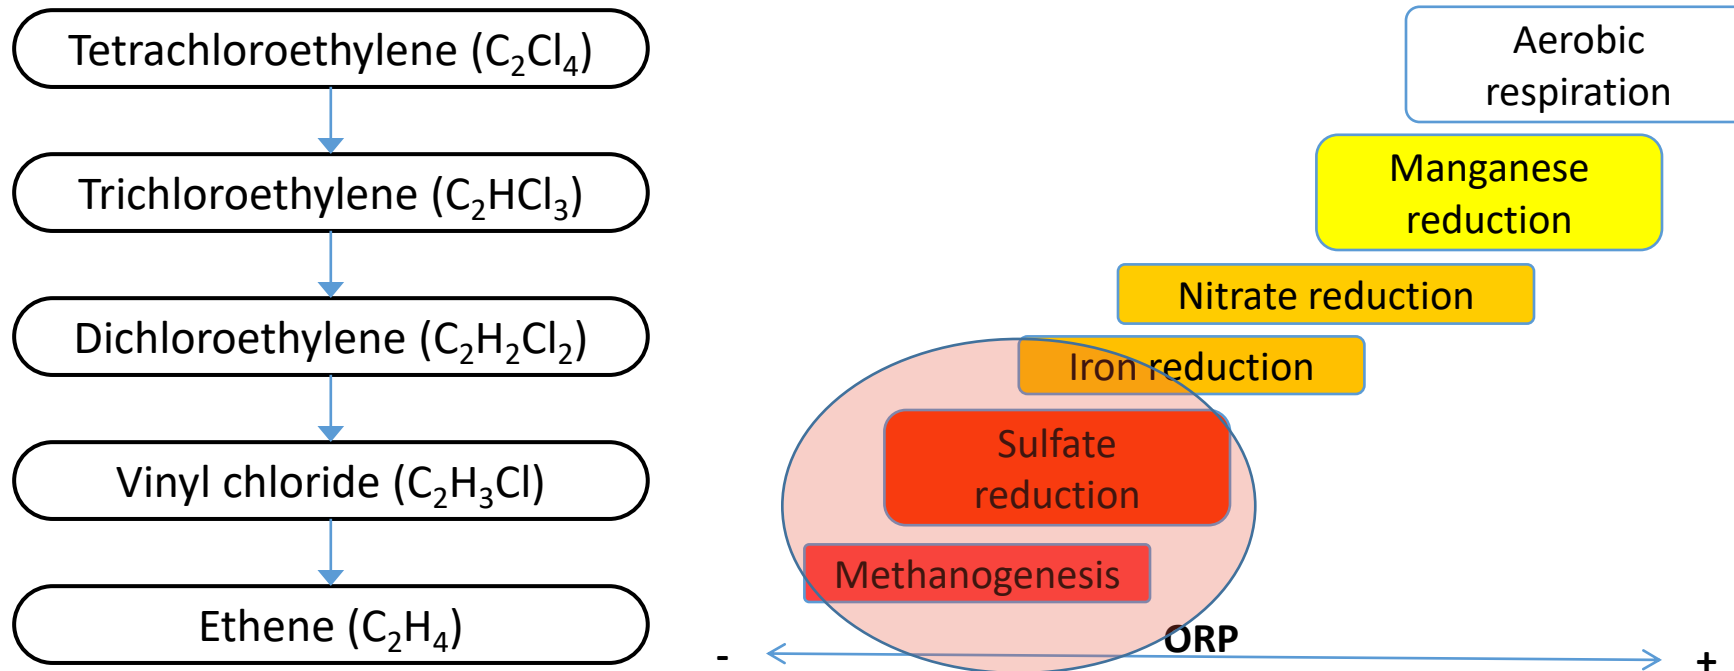 Tetrachloroethylene (C₂Cl₄)
Trichloroethylene (C₂HCl₃)
Dichloroethylene (C₂H₂Cl₂)
Vinyl chloride (C₂H₃Cl)
Ethene (C₂H₄)
Aerobic
respiration
Manganese
reduction
Nitrate reduction
Iron reduction
Sulfate
reduction
Methanogenesis
ORP
- +